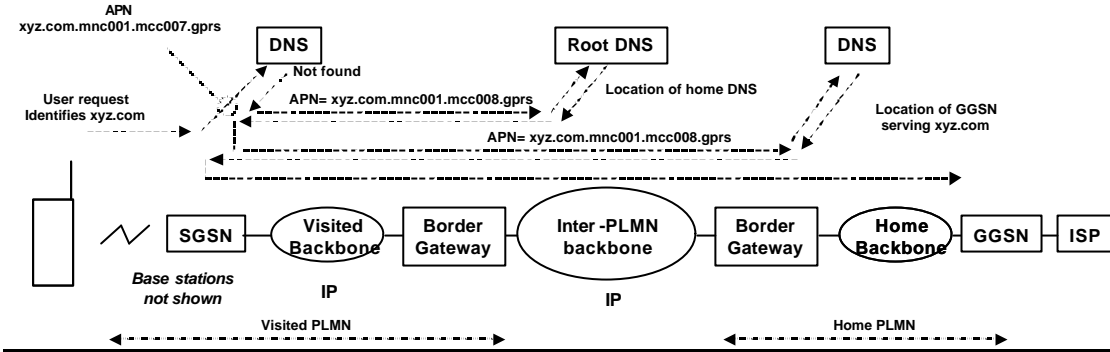 APN
xyz.com.mnc001.mcc007.gprs
DNS
Root DNS
DNS
Not found
User request
Identifies xyz.com
APN= xyz.com.mnc001.mcc008.gprs
Location of home DNS
Location of GGSN
serving xyz.com
APN= xyz.com.mnc001.mcc008.gprs
SGSN
Visited
Backbone
Border
Gateway
Inter-PLMN
backbone
Border
Gateway
Home
Backbone
GGSN
ISP
Base stations
not shown
IP
IP
Visited PLMN
Home PLMN